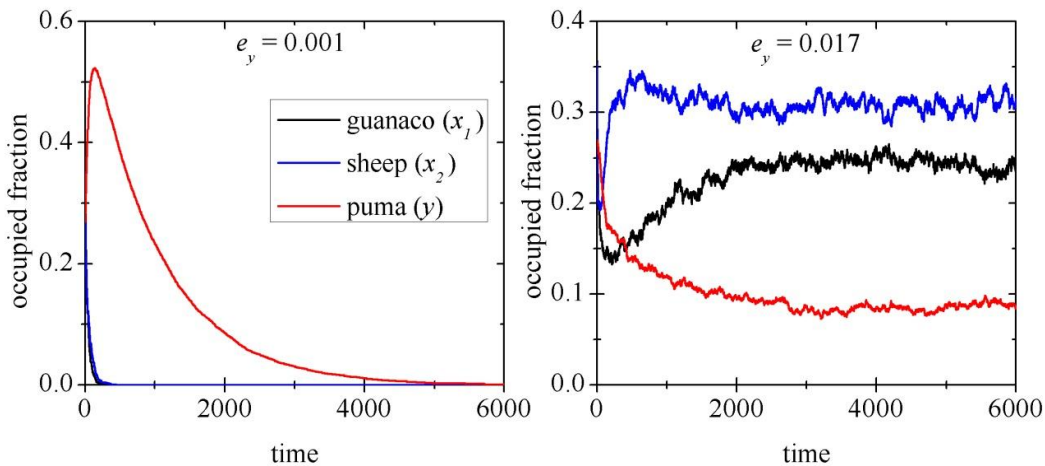 e_y = 0.001
0.6
0.4
0.2
0.0
occupied fraction
guanaco (x_1)
sheep (x_2)
puma (y)
0 2000 4000 6000
time
e_y = 0.017
0.4
0.3
0.2
0.1
0.0
occupied fraction
0 2000 4000 6000
time